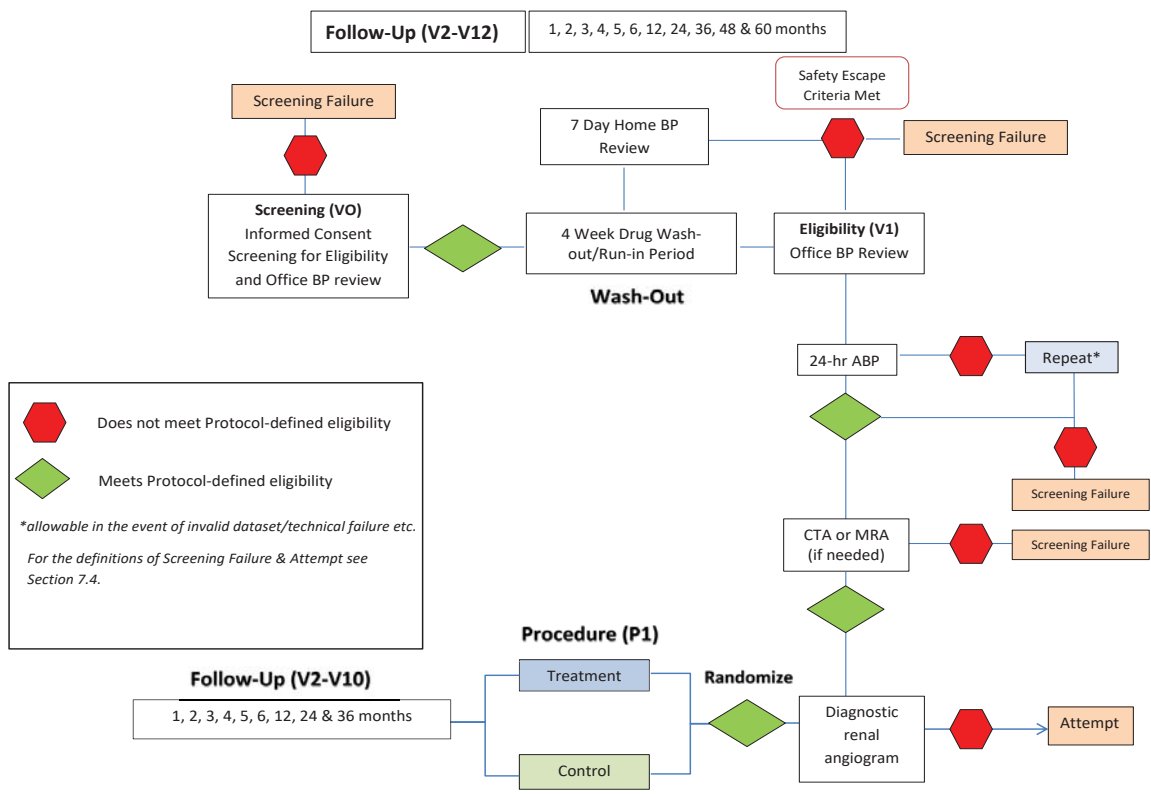 Follow-Up (V2-V12)
1, 2, 3, 4, 5, 6, 12, 24, 36, 48 & 60 months
Safety Escape
Criteria Met
Screening Failure
7 Day Home BP
Review
Screening Failure
Screening (VO)
Informed Consent
Screening for Eligibility
and Office BP review
4 Week Drug Wash-
out/Run-in Period
Eligibility (V1)
Office BP Review
Wash-Out
24-hr ABP
Repeat*
Does not meet Protocol-defined eligibility
Meets Protocol-defined eligibility
*allowable in the event of invalid dataset/technical failure etc.
For the definitions of Screening Failure & Attempt see
Section 7.4.
Screening Failure
CTA or MRA
(if needed)
Screening Failure
Procedure (P1)
Follow-Up (V2-V10)
Treatment
Randomize
1, 2, 3, 4, 5, 6, 12, 24 & 36 months
Diagnostic
renal
angiogram
Attempt
Control